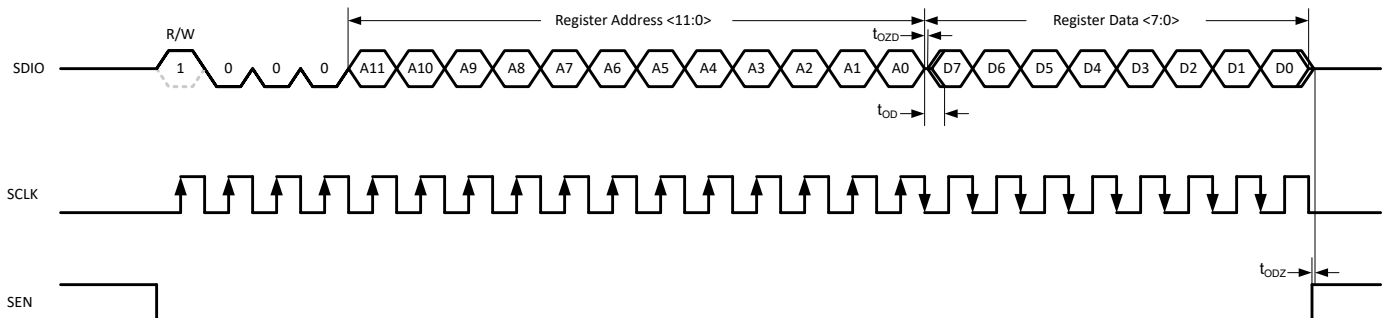 Register Address <11:0> Register Data <7:0>
R/W
tOZD
SDIO 1 0 0 0 A11 A10 A9 A8 A7 A6 A5 A4 A3 A2 A1 A0 D7 D6 D5 D4 D3 D2 D1 D0
tOD
SCLK
tODZ
SEN